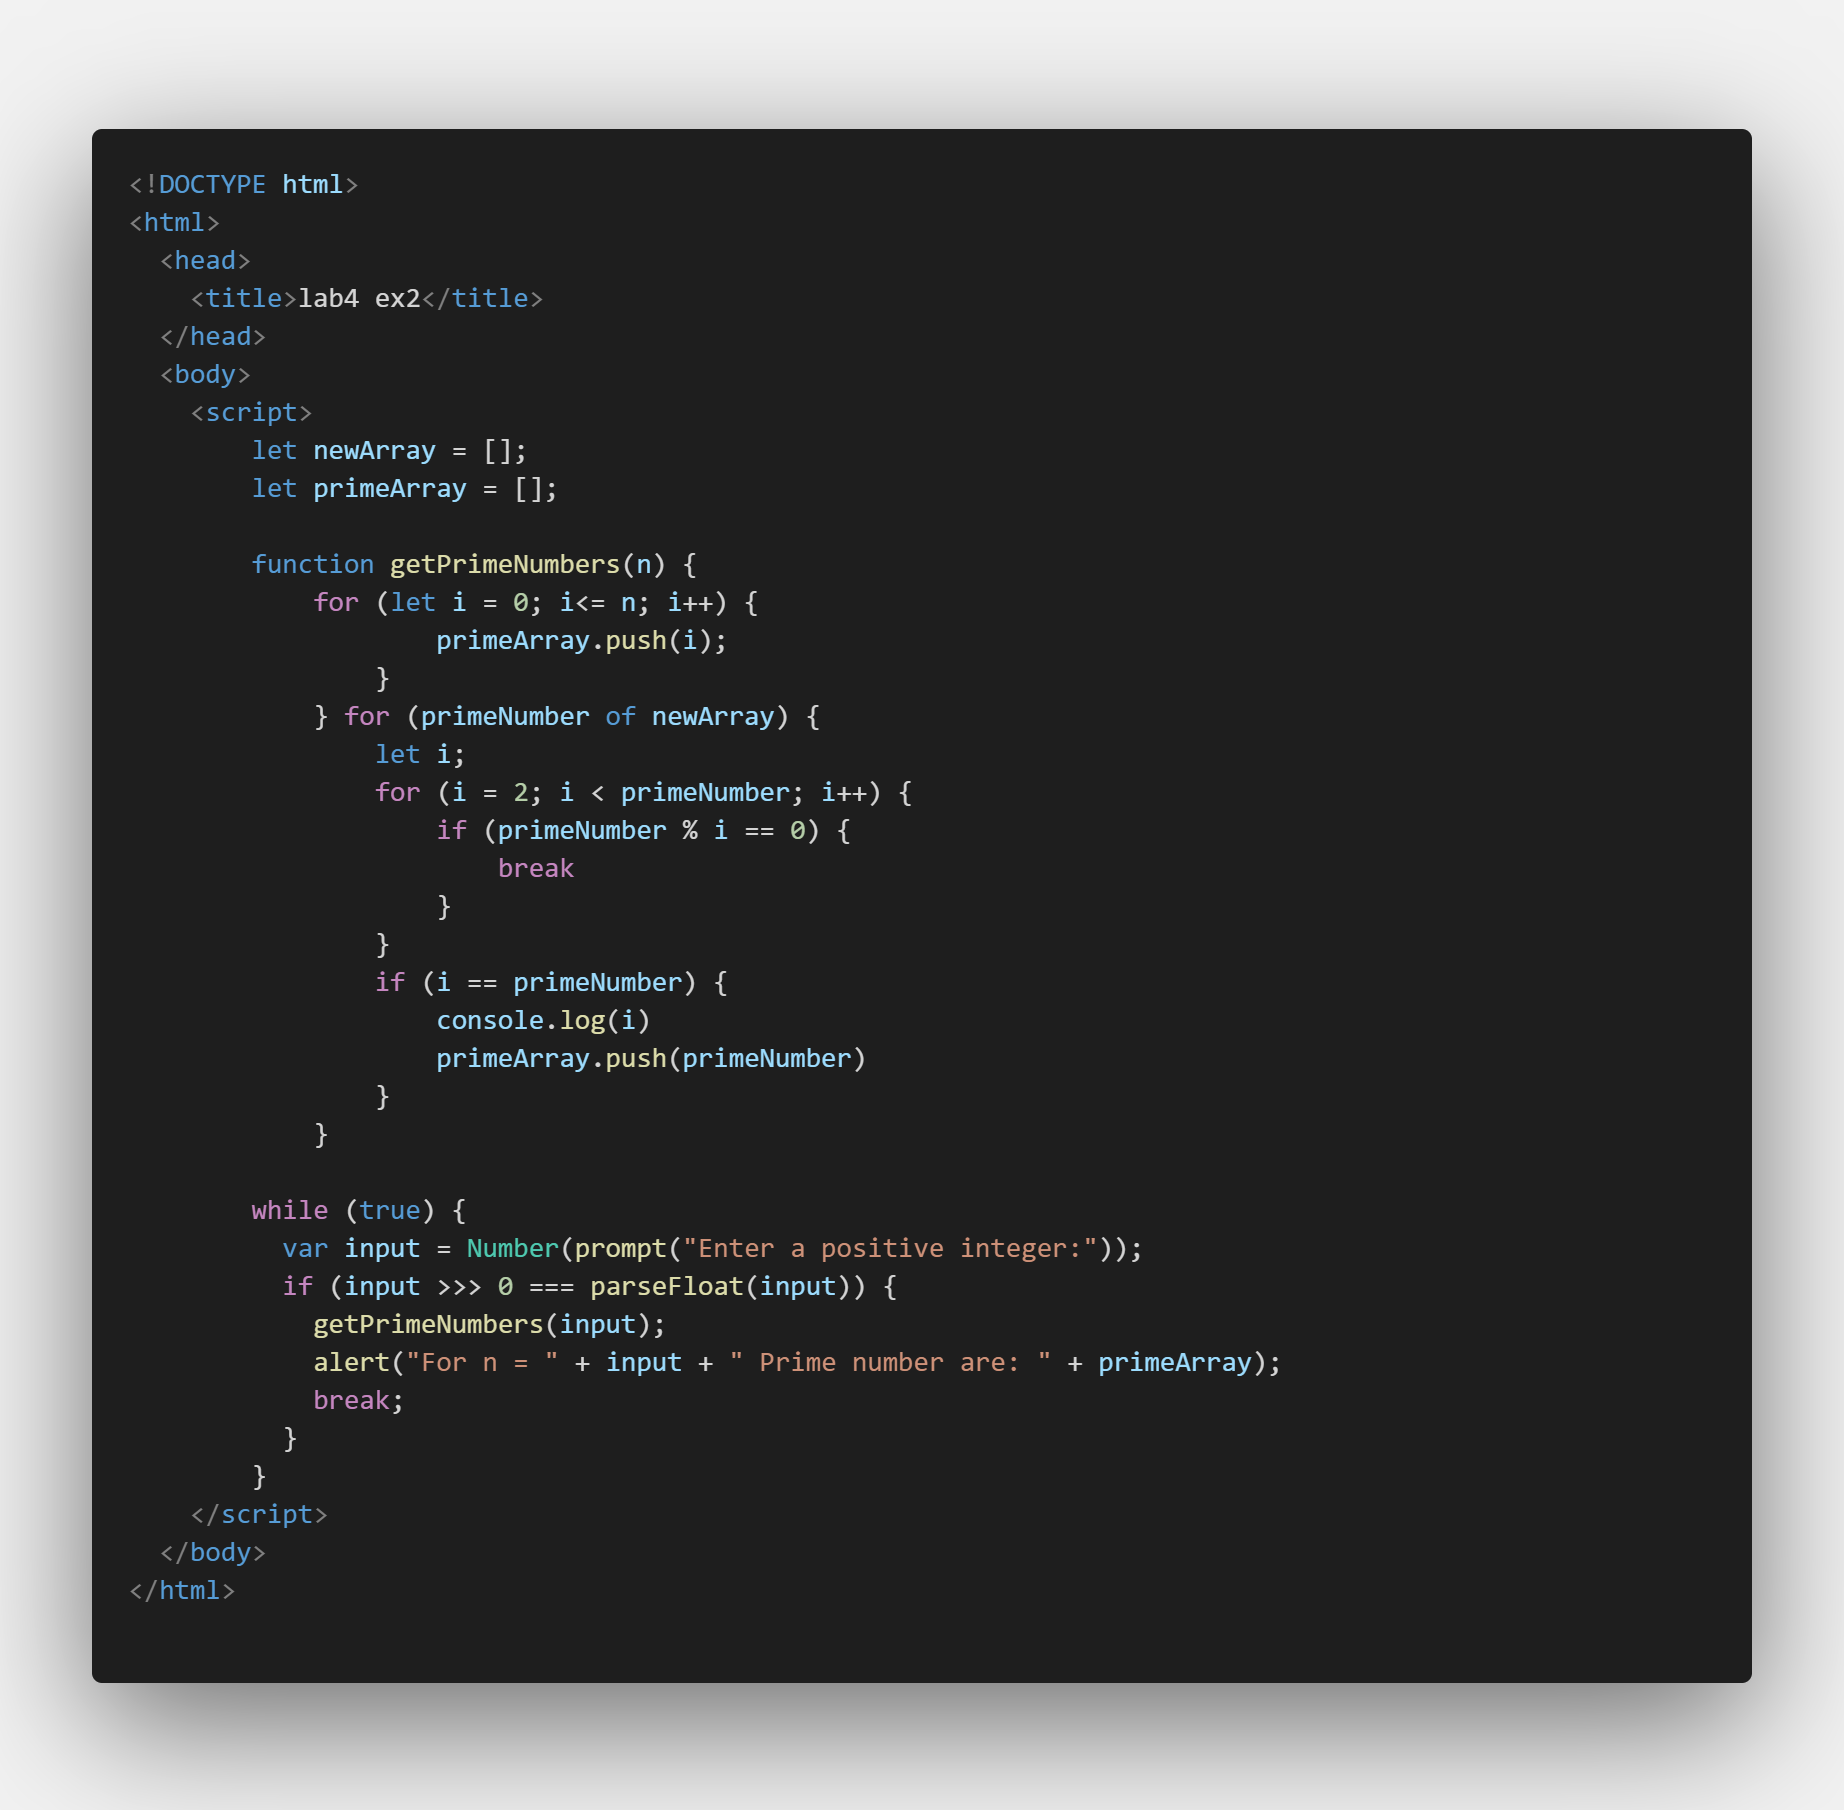 <!DOCTYPE html>
<html>
  <head>
    <title>lab4 ex2</title>
  </head>
  <body>
    <script>
        let newArray = [];
        let primeArray = [];

        function getPrimeNumbers(n) {
            for (let i = 0; i<= n; i++) {
                    primeArray.push(i);
                }
            } for (primeNumber of newArray) {
                let i;
                for (i = 2; i < primeNumber; i++) {
                    if (primeNumber % i == 0) {
                        break
                    }
                }
                if (i == primeNumber) {
                    console.log(i)
                    primeArray.push(primeNumber)
                }
            }

        while (true) {
          var input = Number(prompt("Enter a positive integer:"));
          if (input >>> 0 === parseFloat(input)) {
            getPrimeNumbers(input);
            alert("For n = " + input + " Prime number are: " + primeArray);
            break;
          }
        }
    </script>
  </body>
</html>